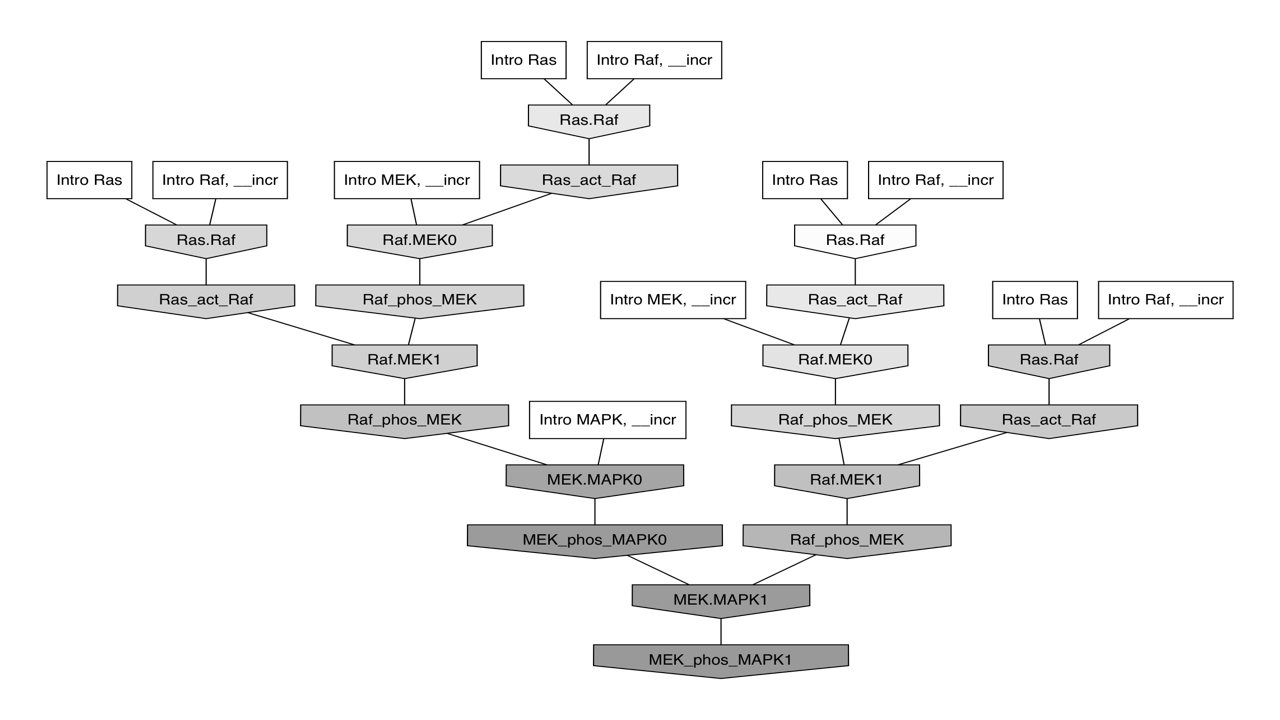 Intro Ras
Intro Raf, __incr
Ras.Raf
Intro Ras
Intro Raf, __incr
Intro MEK, __incr
Ras_act_Raf
Intro Ras
Intro Raf, __incr
Ras.Raf
Raf.MEK0
Ras.Raf
Ras_act_Raf
Raf_phos_MEK
Intro MEK, __incr
Ras_act_Raf
Intro Ras
Intro Raf, __incr
Raf.MEK1
Raf.MEK0
Ras.Raf
Raf_phos_MEK
Intro MAPK, __incr
Raf_phos_MEK
Ras_act_Raf
MEK.MAPK0
Raf.MEK1
MEK_phos_MAPK0
Raf_phos_MEK
MEK.MAPK1
MEK_phos_MAPK1